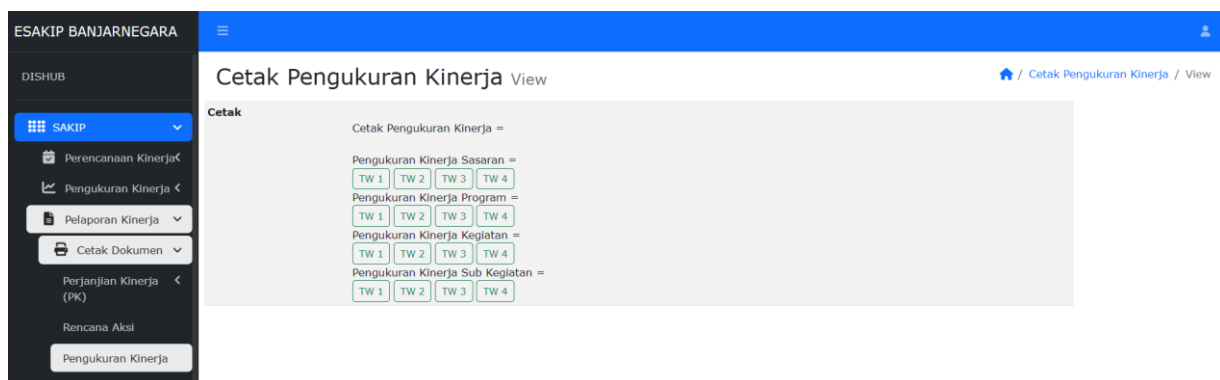 ESAKIP BANJARNEGARA
DISHUB
SAKIP
Perencanaan Kinerja
Pengukuran Kinerja
Pelaporan Kinerja
Cetak Dokumen
Perjanjian Kinerja
(PK)
Rencana Aksi
Pengukuran Kinerja
Cetak Pengukuran Kinerja View
/ Cetak Pengukuran Kinerja / View
Cetak
Cetak Pengukuran Kinerja =
Pengukuran Kinerja Sasaran =
TW 1 TW 2 TW 3 TW 4
Pengukuran Kinerja Program =
TW 1 TW 2 TW 3 TW 4
Pengukuran Kinerja Kegiatan =
TW 1 TW 2 TW 3 TW 4
Pengukuran Kinerja Sub Kegiatan =
TW 1 TW 2 TW 3 TW 4